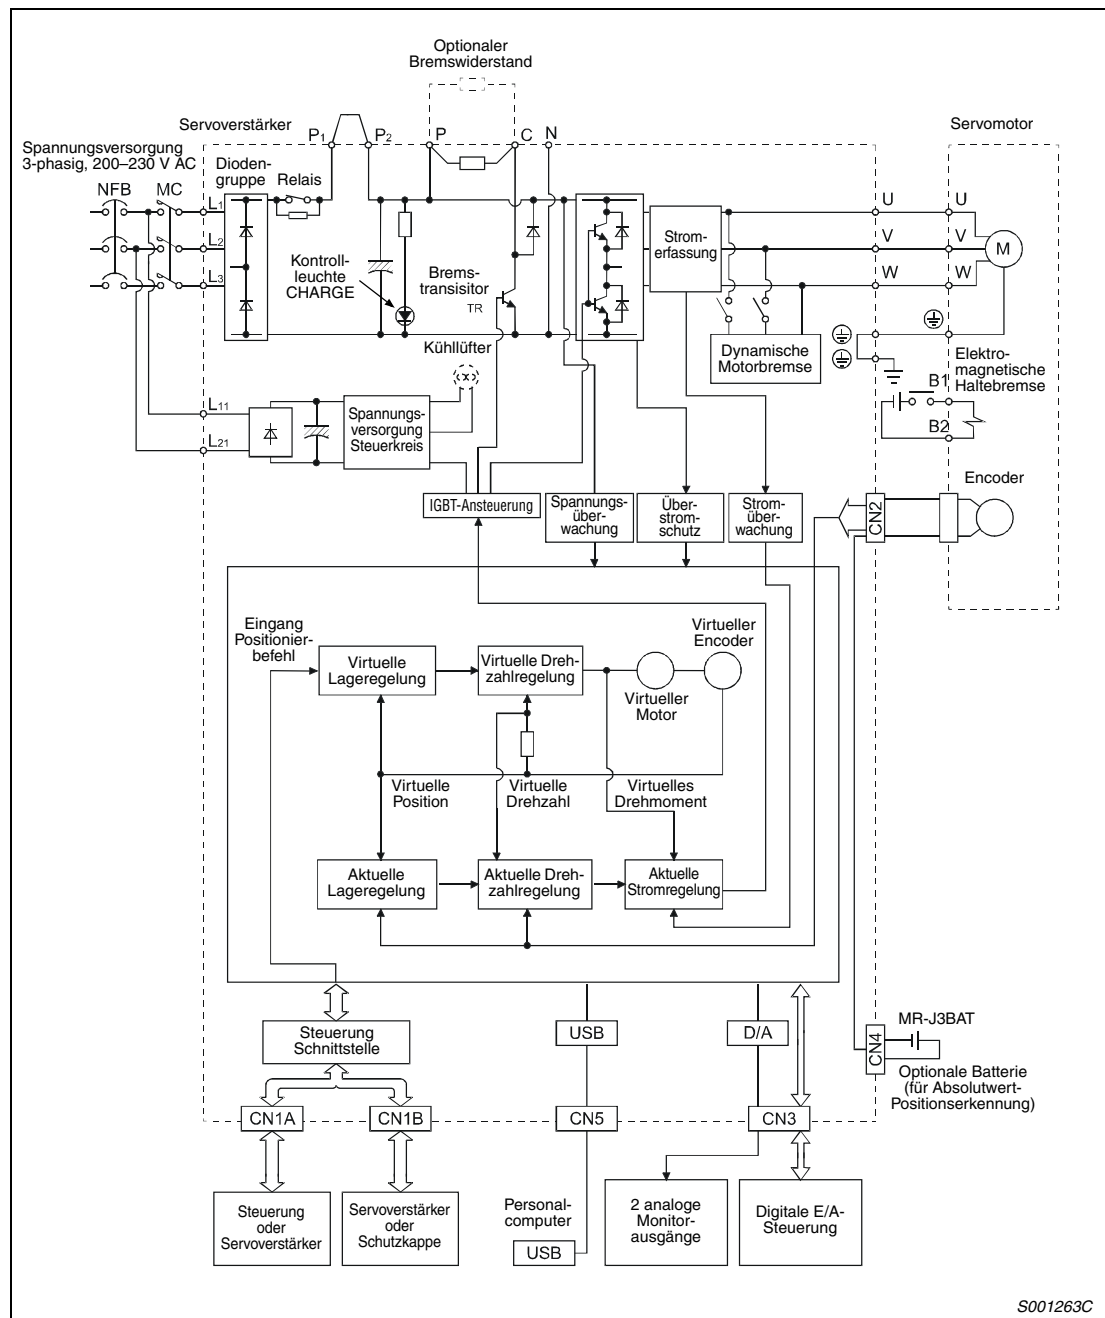 Optionaler
Bremswiderstand
Servoverstärker
P1
P2
P
C
N
Servomotor
Spannungsversorgung
3-phasig, 200–230 V AC
Diodengruppe
Relais
NFB
MC
L1
L2
L3
Strom-
erfassung
U
V
W
U
V
W
M
Kontroll-
leuchte
CHARGE
Brems-
transisitor
TR
Kühllüfter
Dynamische
Motorbremse
Elektro-
magnetische
Haltebremse
B1
B2
L11
L21
Spannungs-
versorgung
Steuerkreis
Encoder
IGBT-Ansteuerung
Spannungs-
über-
wachung
Über-
strom-
schutz
Strom-
über-
wachung
CN2
Eingang
Positionier-
befehl
Virtuelle
Lageregelung
Virtuelle Dreh-
zahlregelung
Virtueller
Encoder
Virtueller
Motor
Virtuelle
Position
Virtuelle
Drehzahl
Virtuelles
Drehmoment
Aktuelle
Lageregelung
Aktuelle Dreh-
zahlregelung
Aktuelle
Stromregelung
Steuerung
Schnittstelle
USB
D/A
CN4
MR-J3BAT
Optionale Batterie
(für Absolutwert-
Positionserkennung)
CN1A
CN1B
CN5
CN3
Steuerung
oder
Servoverstärker
Servoverstärker
oder
Schutzkappe
Personal-
computer
USB
2 analoge
Monitor-
ausgänge
Digitale E/A-
Steuerung
S001263C